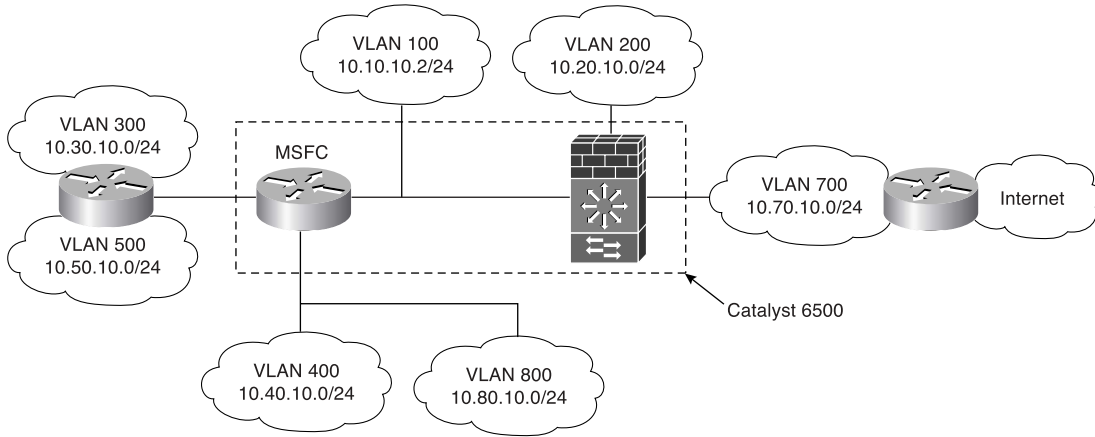 VLAN 100
10.10.10.2/24
VLAN 200
10.20.10.0/24
VLAN 300
10.30.10.0/24
MSFC
VLAN 700
10.70.10.0/24
Internet
VLAN 500
10.50.10.0/24
Catalyst 6500
VLAN 400
10.40.10.0/24
VLAN 800
10.80.10.0/24